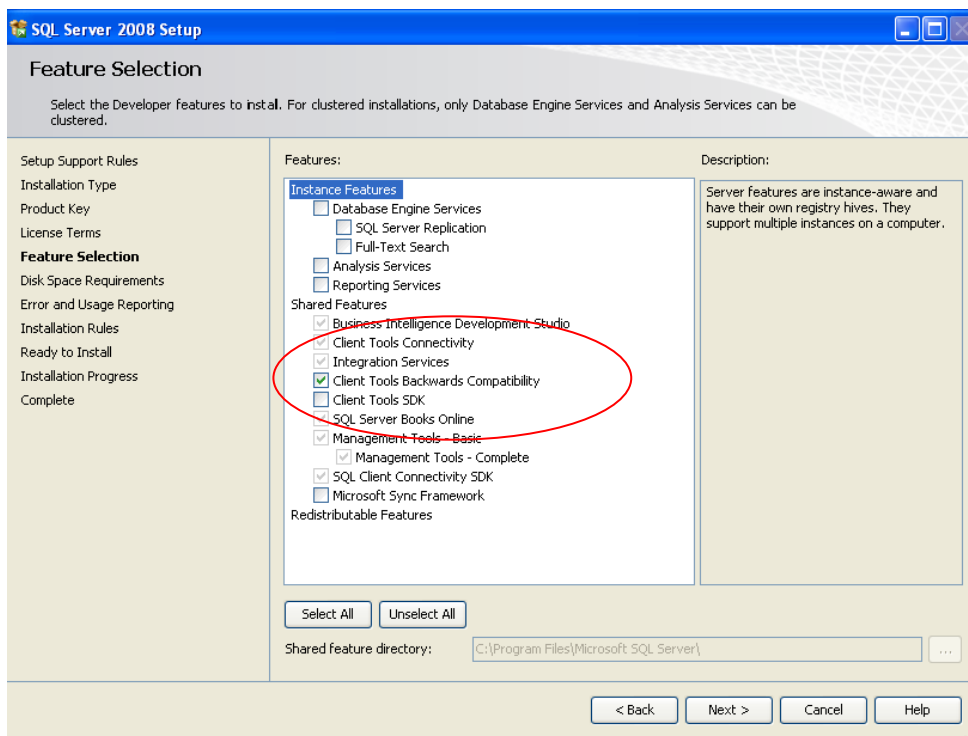 SQL Server 2008 Setup
Feature Selection
Select the Developer features to install. For clustered installations, only Database Engine Services and Analysis Services can be
clustered.
Setup Support Rules
Installation Type
Product Key
License Terms
Feature Selection
Disk Space Requirements
Error and Usage Reporting
Installation Rules
Ready to Install
Installation Progress
Complete
Features:
Instance Features
Database Engine Services
SQL Server Replication
Full-Text Search
Analysis Services
Reporting Services
Shared Features
Business Intelligence Development Studio
Client Tools Connectivity
Integration Services
Client Tools Backwards Compatibility
Client Tools SDK
SQL Server Books Online
Management Tools - Basic
Management Tools - Complete
SQL Client Connectivity SDK
Microsoft Sync Framework
Redistributable Features
Description:
Server features are instance-aware and
have their own registry hives. They
support multiple instances on a computer.
Select All
Unselect All
Shared feature directory:
C:\Program Files\Microsoft SQL Server\
...
< Back
Next >
Cancel
Help